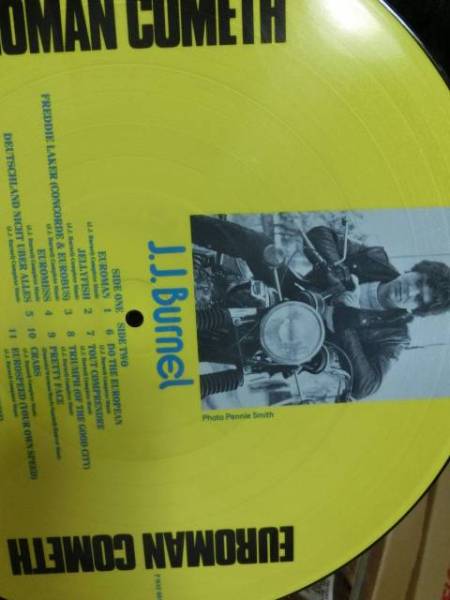 ROMAN COMETH
J.J. Burnel
Photo Pennie Smith
SIDE ONE SIDE TWO
EUROMAN 1 6 DO THE EUROPEAN
JELLYFISH 2 7 TOUT COMPRENDRE
FREDDIE LAKER (CONCORDE & EUROBUS) 3 8 TRIUMPH (OF THE GOOD CITY)
EUROMESS 4 9 PRETTY FACE
DEUTSCHLAND NICHT UBER ALLES 5 10 CRABS
11 EUROSPEED (YOUR OWN SPEED)
EUROMAN COMETH